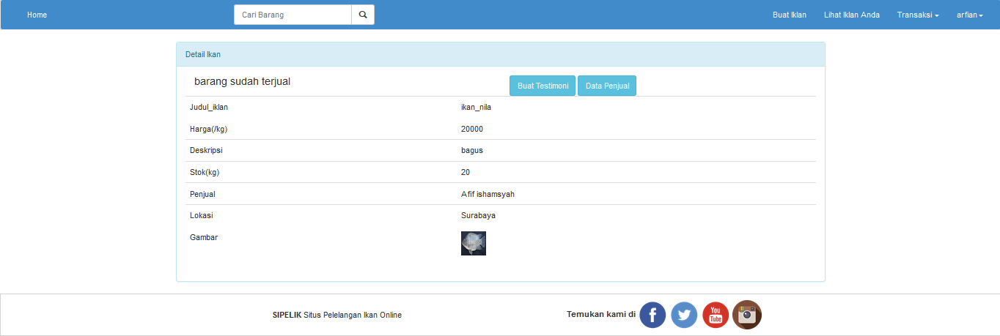 Home Cari Barang Buat Iklan Lihat Iklan Anda Transaksi arfian
Detail Ikan
barang sudah terjual Buat Testimoni Data Penjual
Judul_iklan ikan_nila
Harga(/kg) 20000
Deskripsi bagus
Stok(kg) 20
Penjual Afif ishamsyah
Lokasi Surabaya
Gambar
SIPELIK Situs Pelelangan Ikan Online Temukan kami di You Tube